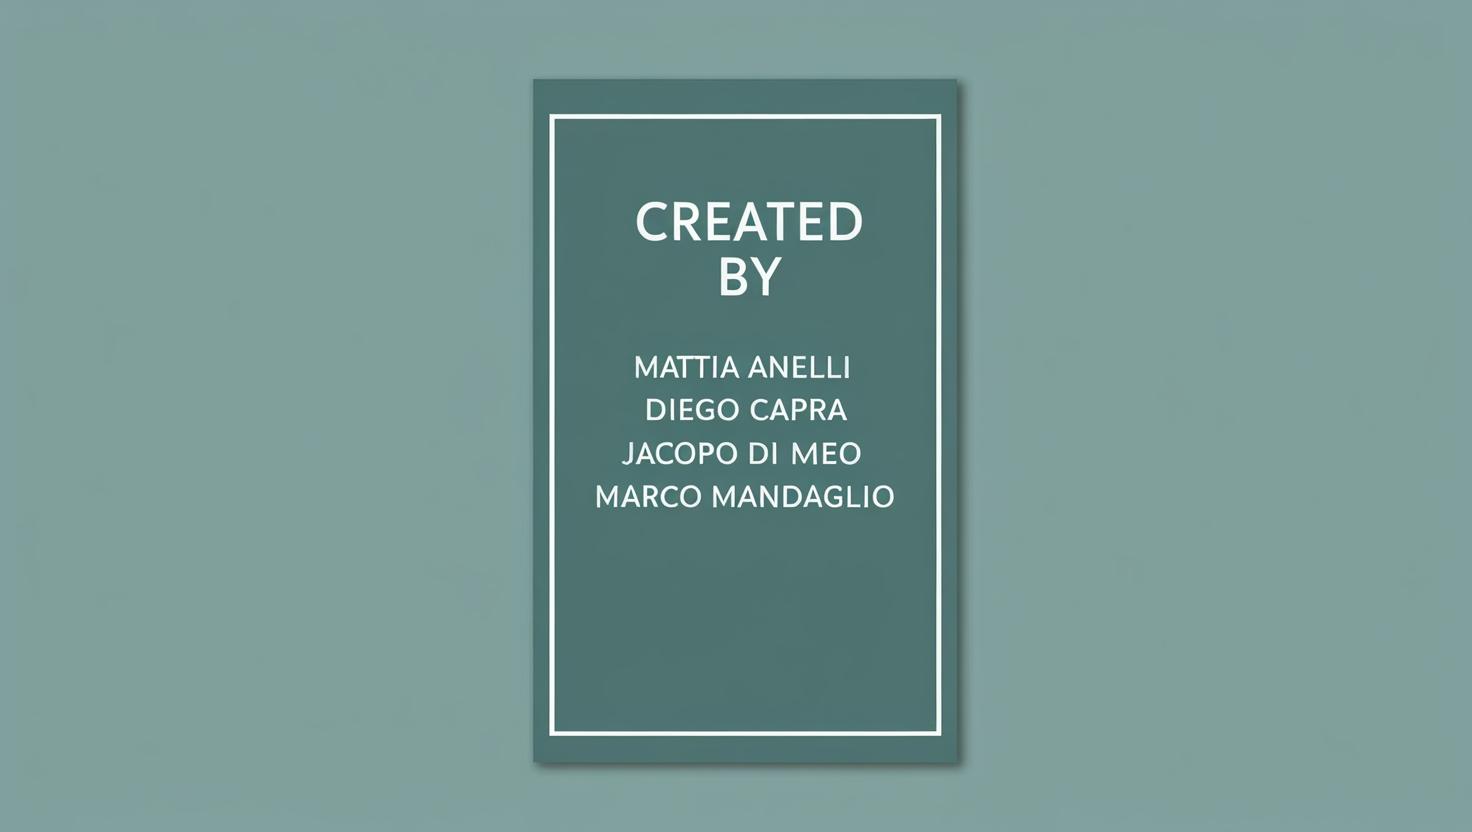 CREATED
BY
MATTIA ANELLI
DIEGO CAPRA
JACOPO DI MEO
MARCO MANDAGLIO